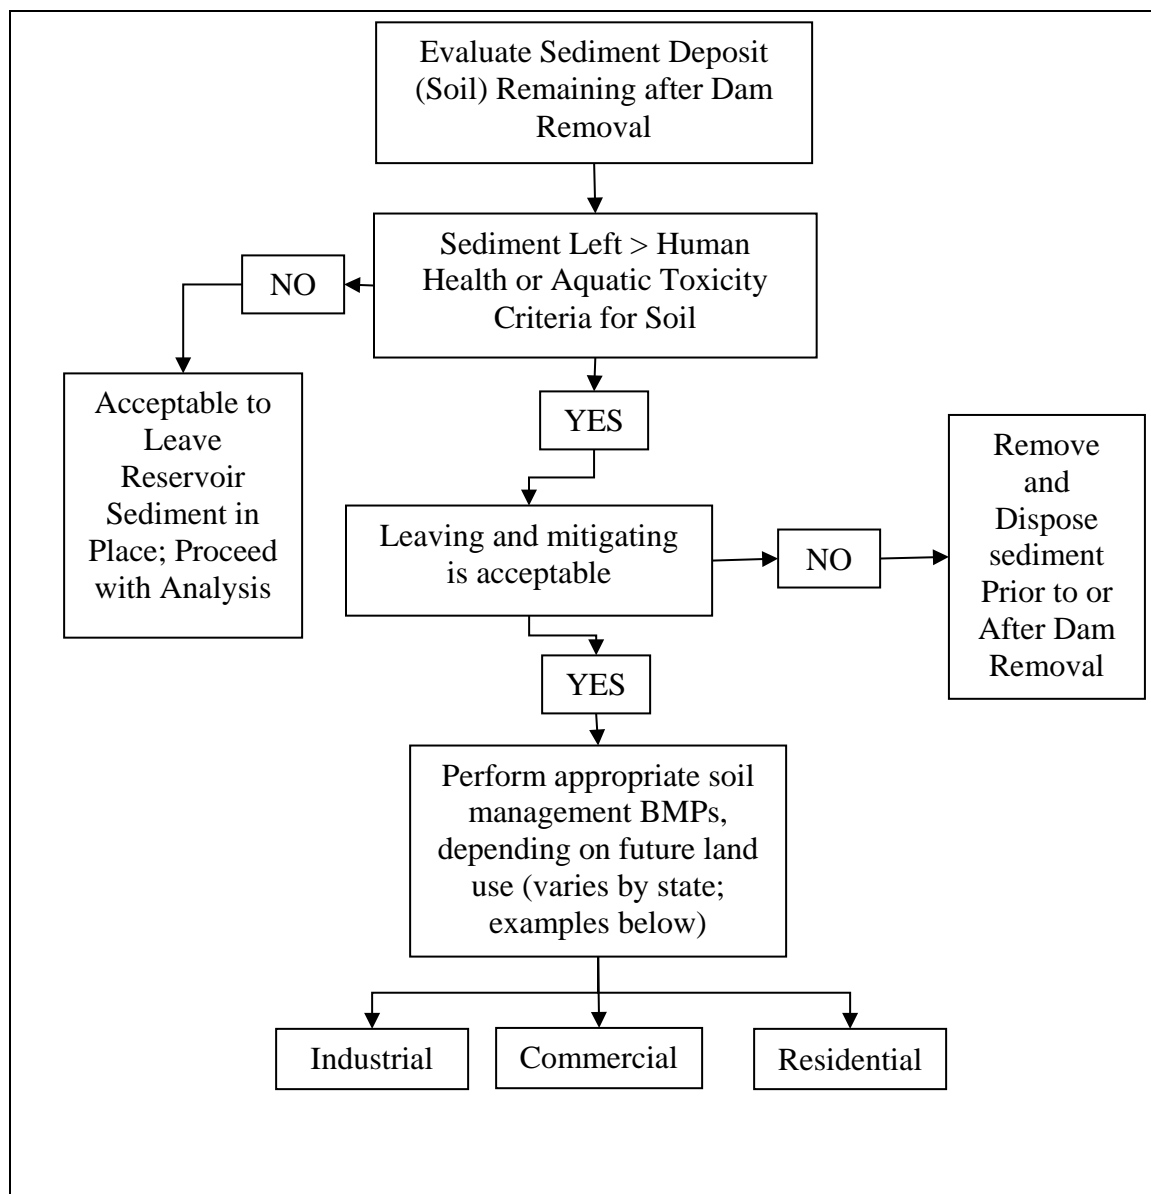 Evaluate Sediment Deposit
(Soil) Remaining after Dam
Removal
Sediment Left > Human
Health or Aquatic Toxicity
Criteria for Soil
NO
Acceptable to
Leave
Reservoir
Sediment in
Place; Proceed
with Analysis
YES
Leaving and mitigating
is acceptable
NO
Remove
and
Dispose
sediment
Prior to or
After Dam
Removal
YES
Perform appropriate soil
management BMPs,
depending on future land
use (varies by state;
examples below)
Industrial
Commercial
Residential